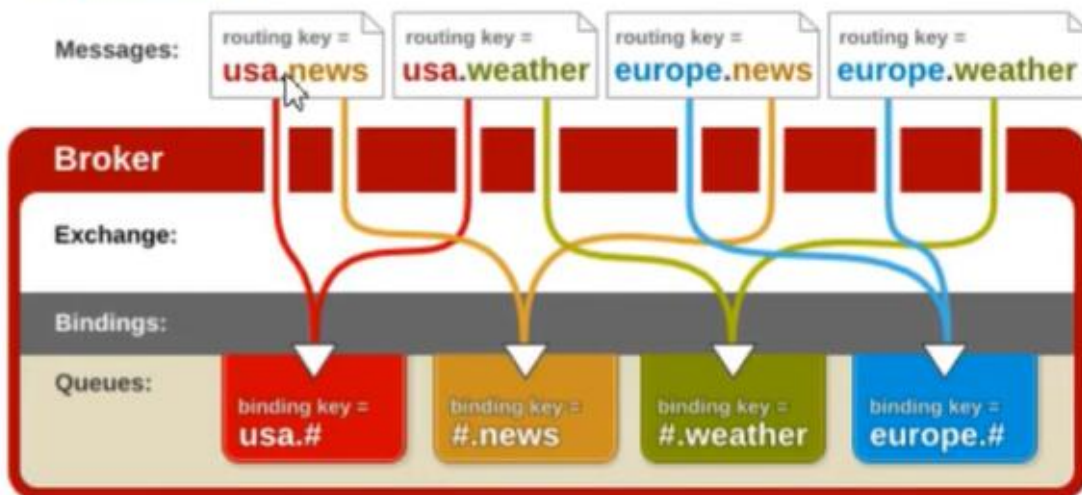 Messages:
routing key =
usa.news
routing key =
usa.weather
routing key =
europe.news
routing key =
europe.weather
Broker
Exchange:
Bindings:
Queues:
binding key =
usa.#
binding key =
#.news
binding key =
#.weather
binding key =
europe.#